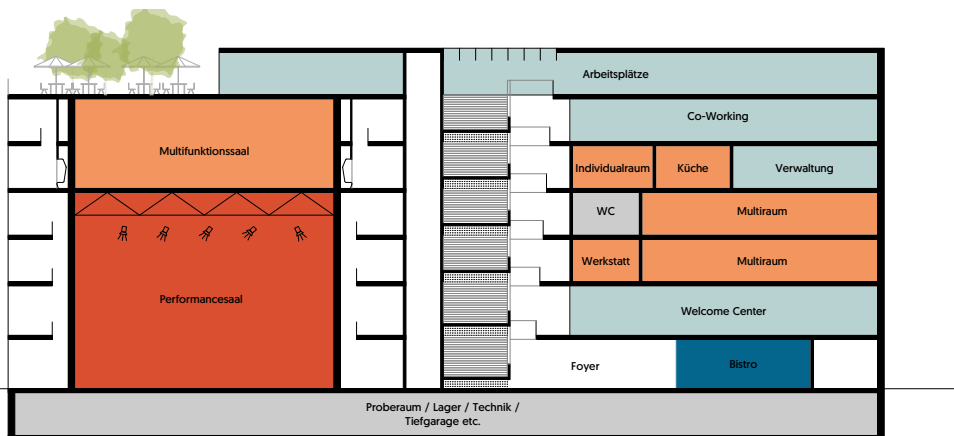 Arbeitsplätze
Co-Working
Multifunktionssaal
Individualraum
Küche
Verwaltung
WC
Multiraum
Werkstatt
Multiraum
Performancesaal
Welcome Center
Foyer
Bistro
Proberaum / Lager / Technik /
Tiefgarage etc.